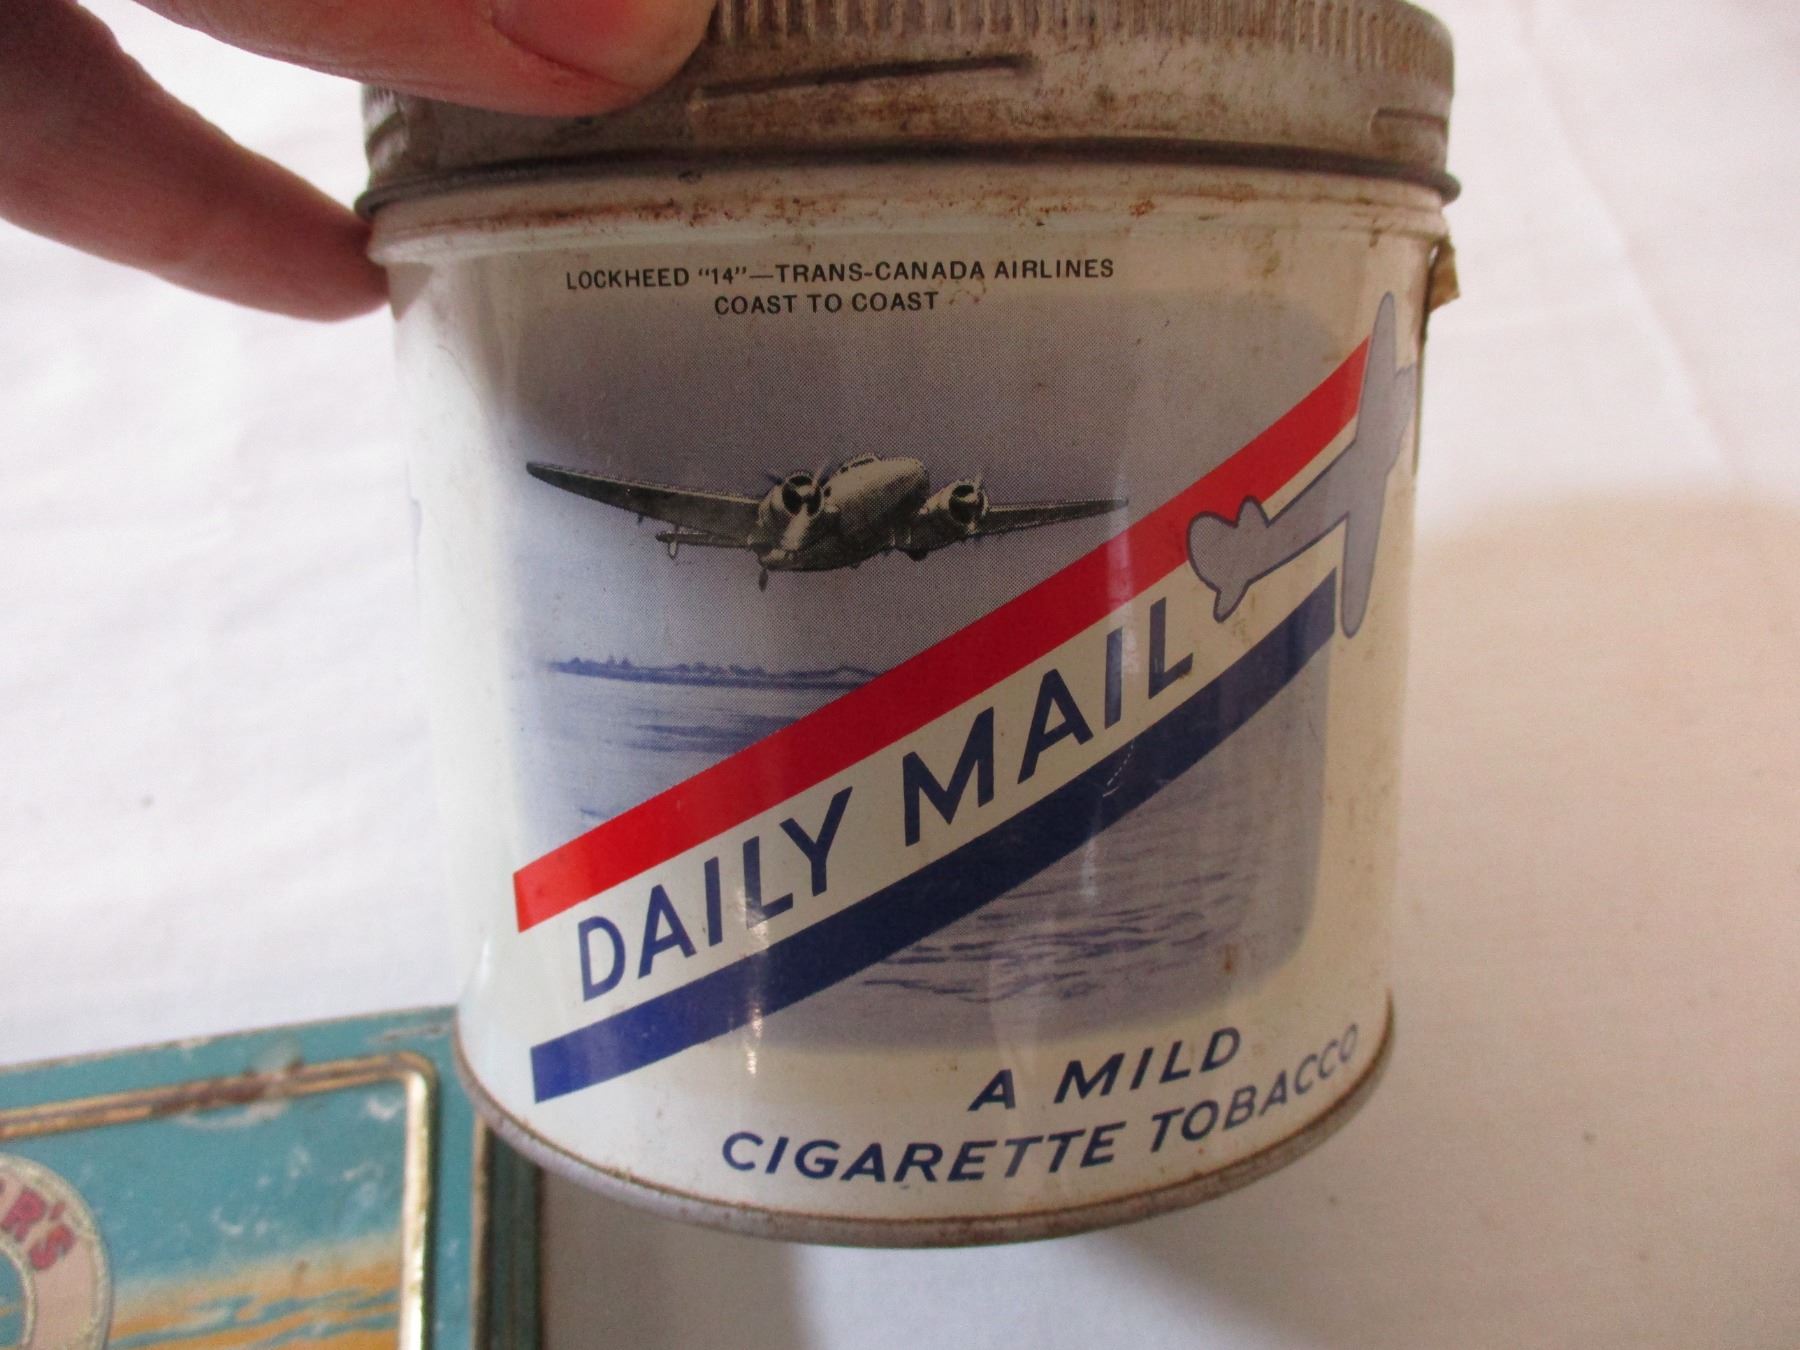 LOCKHEED "14"—TRANS-CANADA AIRLINES
COAST TO COAST
DAILY MAIL
A MILD
CIGARETTE TOBACCO
R'S